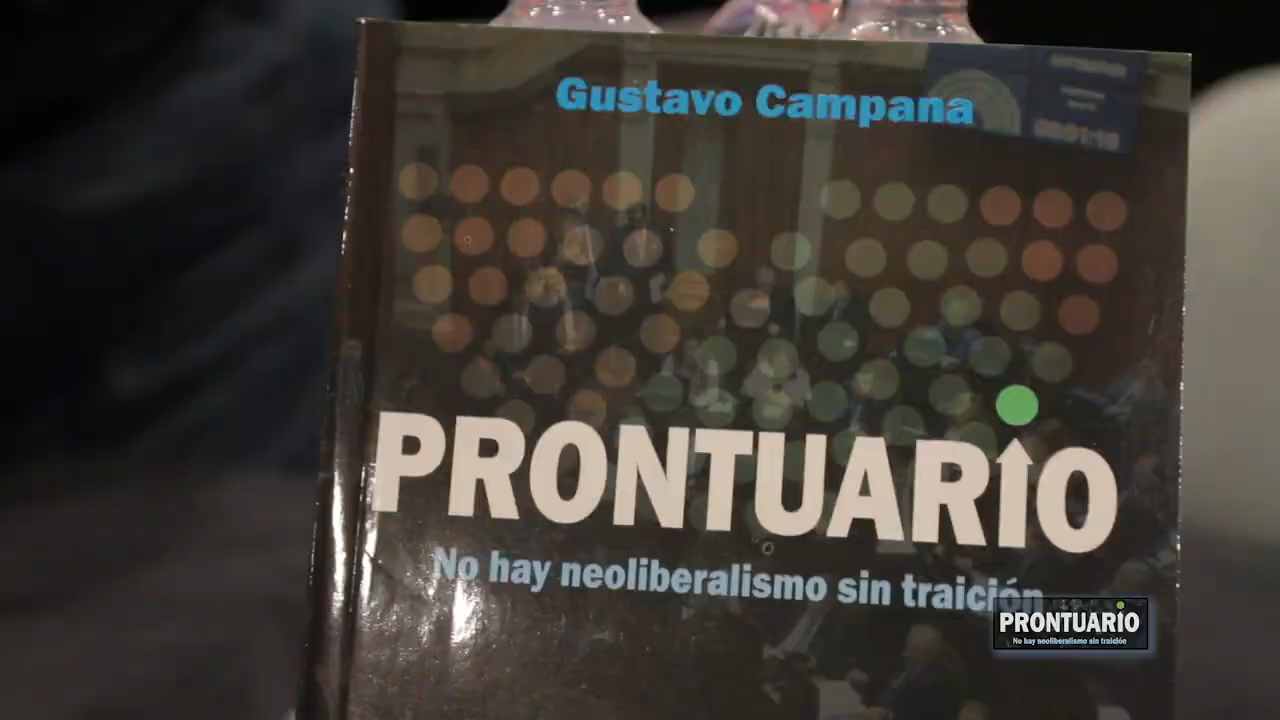 Gustavo Campana
PRONTUARIO
No hay neoliberalismo sin traición
PRONTUARIO
No hay neoliberalismo sin traición